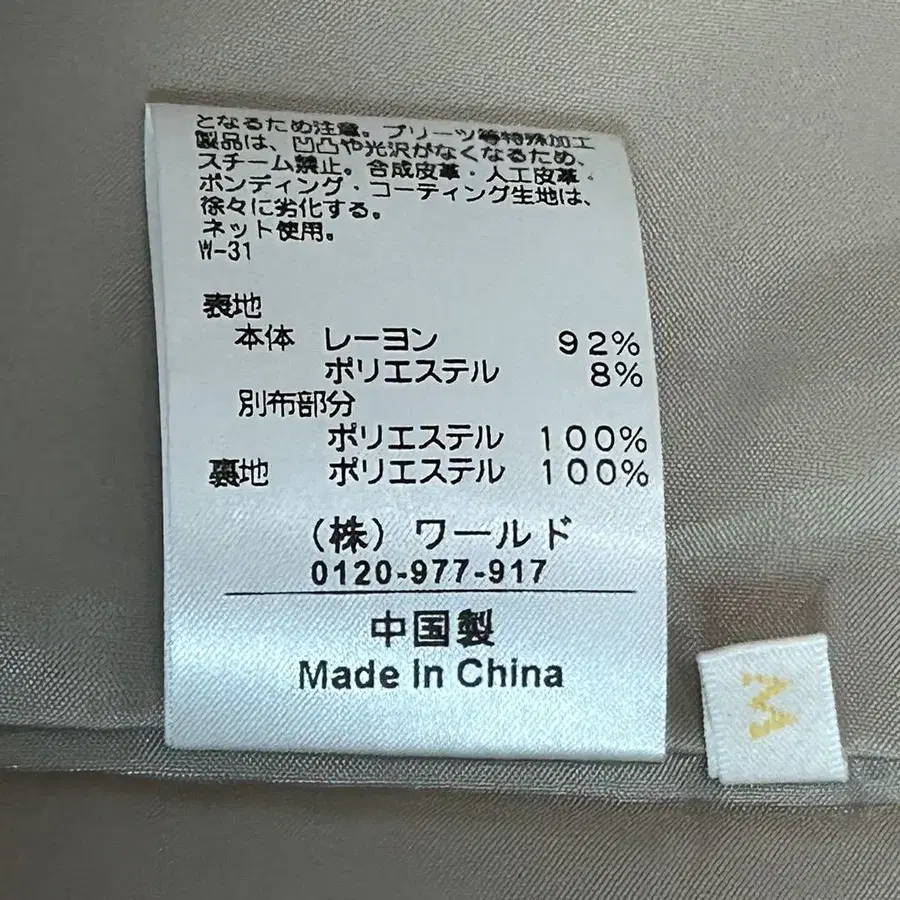 となるため注意。プリーツ等特殊加工
製品は、凹凸や光沢がなくなるため、
スチーム禁止。合成皮革・人工皮革・
ボンディング・コーティング生地は、
徐々に劣化する。
ネット使用。
W-31
表地
本体 レーヨン 92%
ポリエステル 8%
別布部分
ポリエステル 100%
裏地 ポリエステル 100%
(株) ワールド
0120-977-917
中国製
Made in China
M